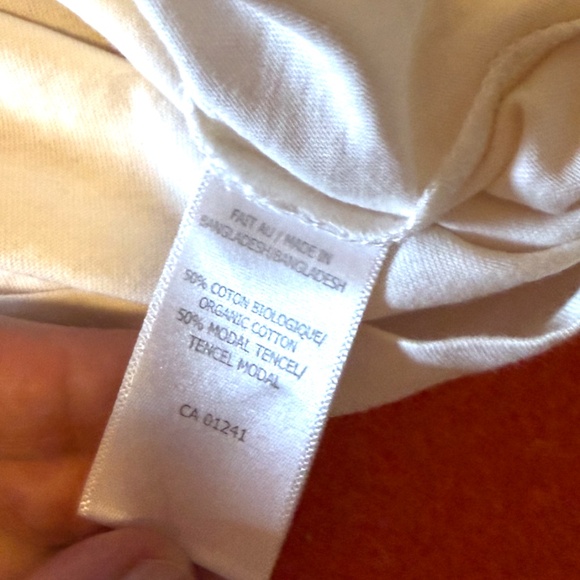 FAIT AU / MADE IN
BANGLADESH/BANGLADESH
50% COTON BIOLOGIQUE/
ORGANIC COTTON
50% MODAL TENCEL/
TENCEL MODAL
CA 01241